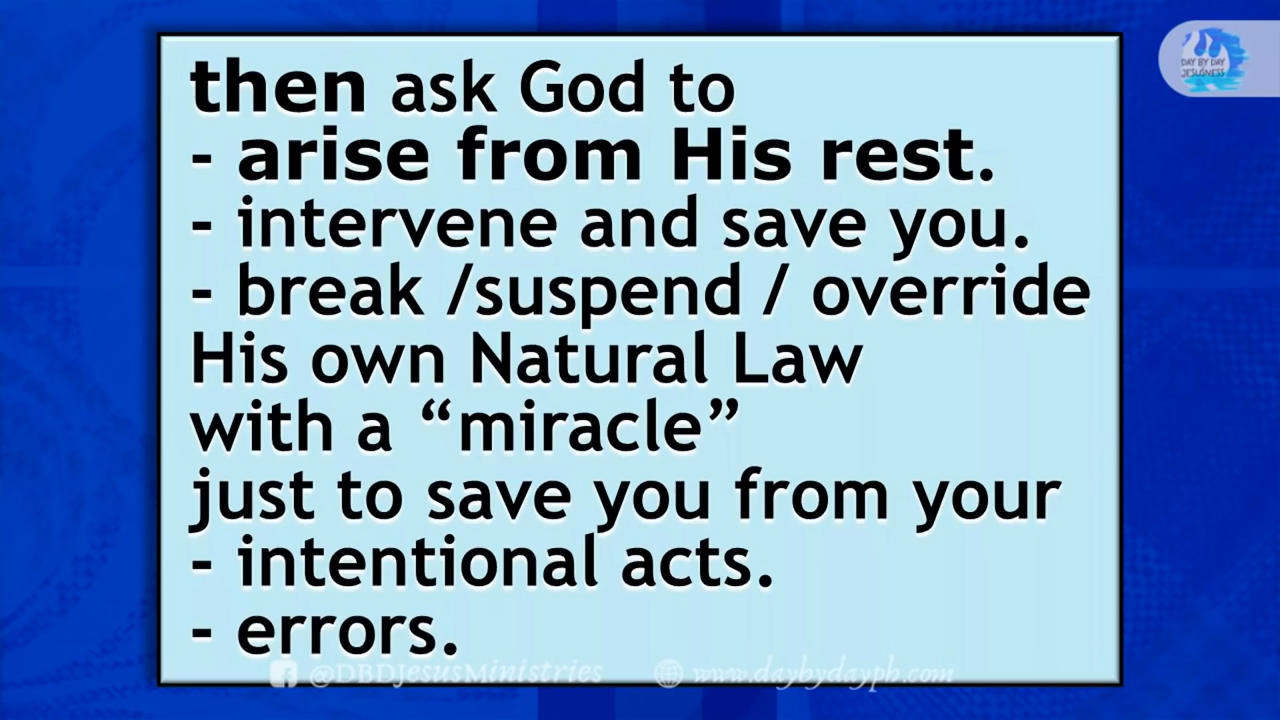 DAY BY DAY
JESUSNESS
then ask God to
- arise from His rest.
- intervene and save you.
- break /suspend / override
His own Natural Law
with a “miracle”
just to save you from your
- intentional acts.
- errors.
@DBDJesusMinistries www.daybydayph.com